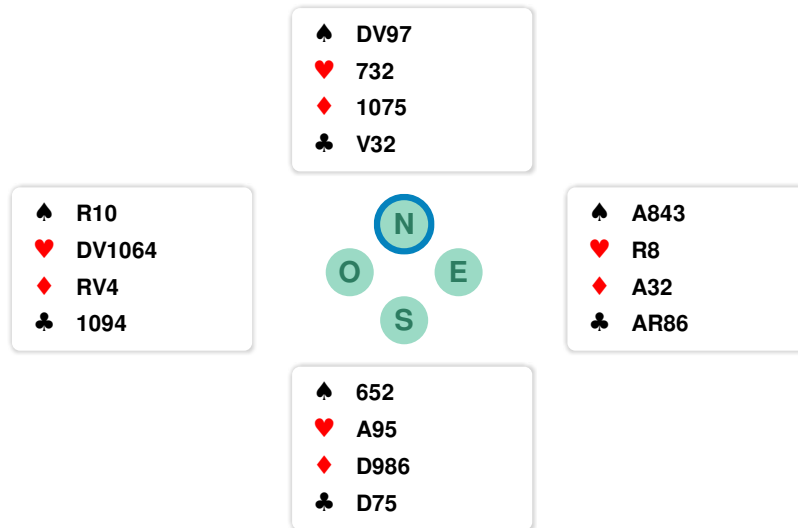 ♠ DV97
♥ 732
♦ 1075
♣ V32
♠ R10
♥ DV1064
♦ RV4
♣ 1094
N
O E
S
♠ A843
♥ R8
♦ A32
♣ AR86
♠ 652
♥ A95
♦ D986
♣ D75